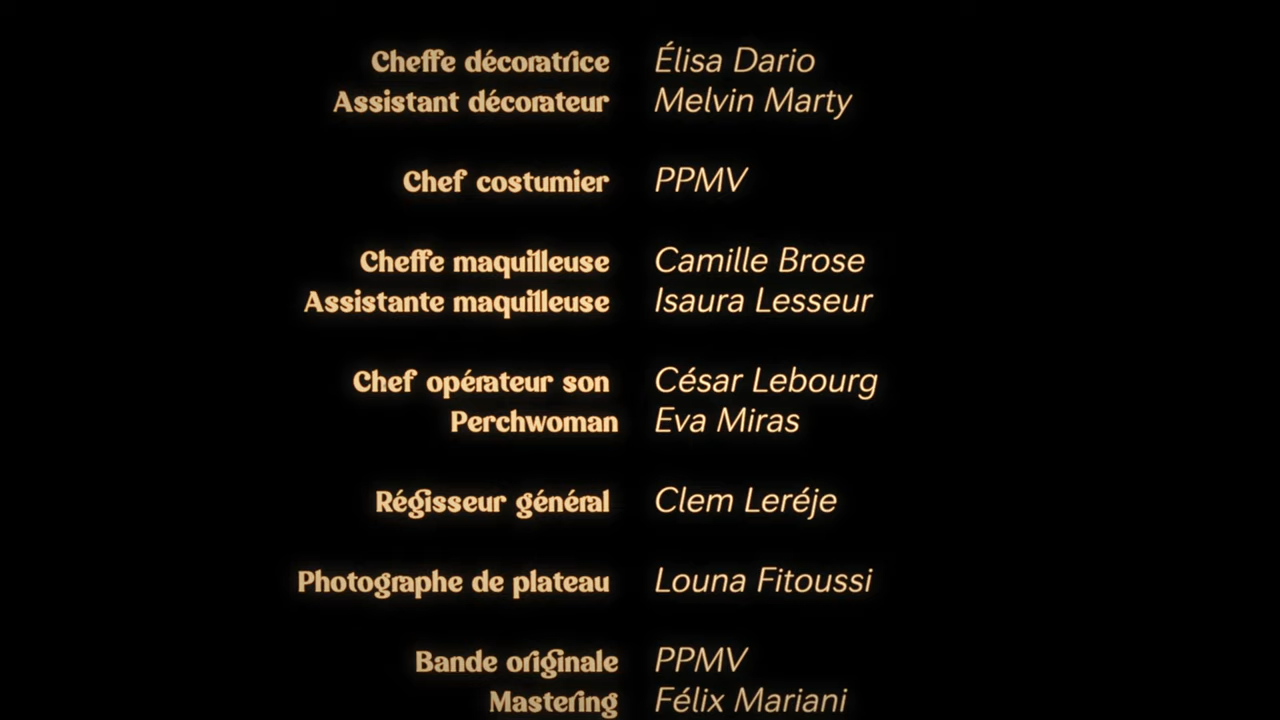 Cheffe décoratrice Élisa Dario
Assistant décorateur Melvin Marty
Chef costumier PPMV
Cheffe maquilleuse Camille Brose
Assistante maquilleuse Isaura Lesseur
Chef opérateur son César Lebourg
Perchwoman Eva Miras
Régisseur général Clem Leréje
Photographe de plateau Louna Fitoussi
Bande originale PPMV
Mastering Félix Mariani